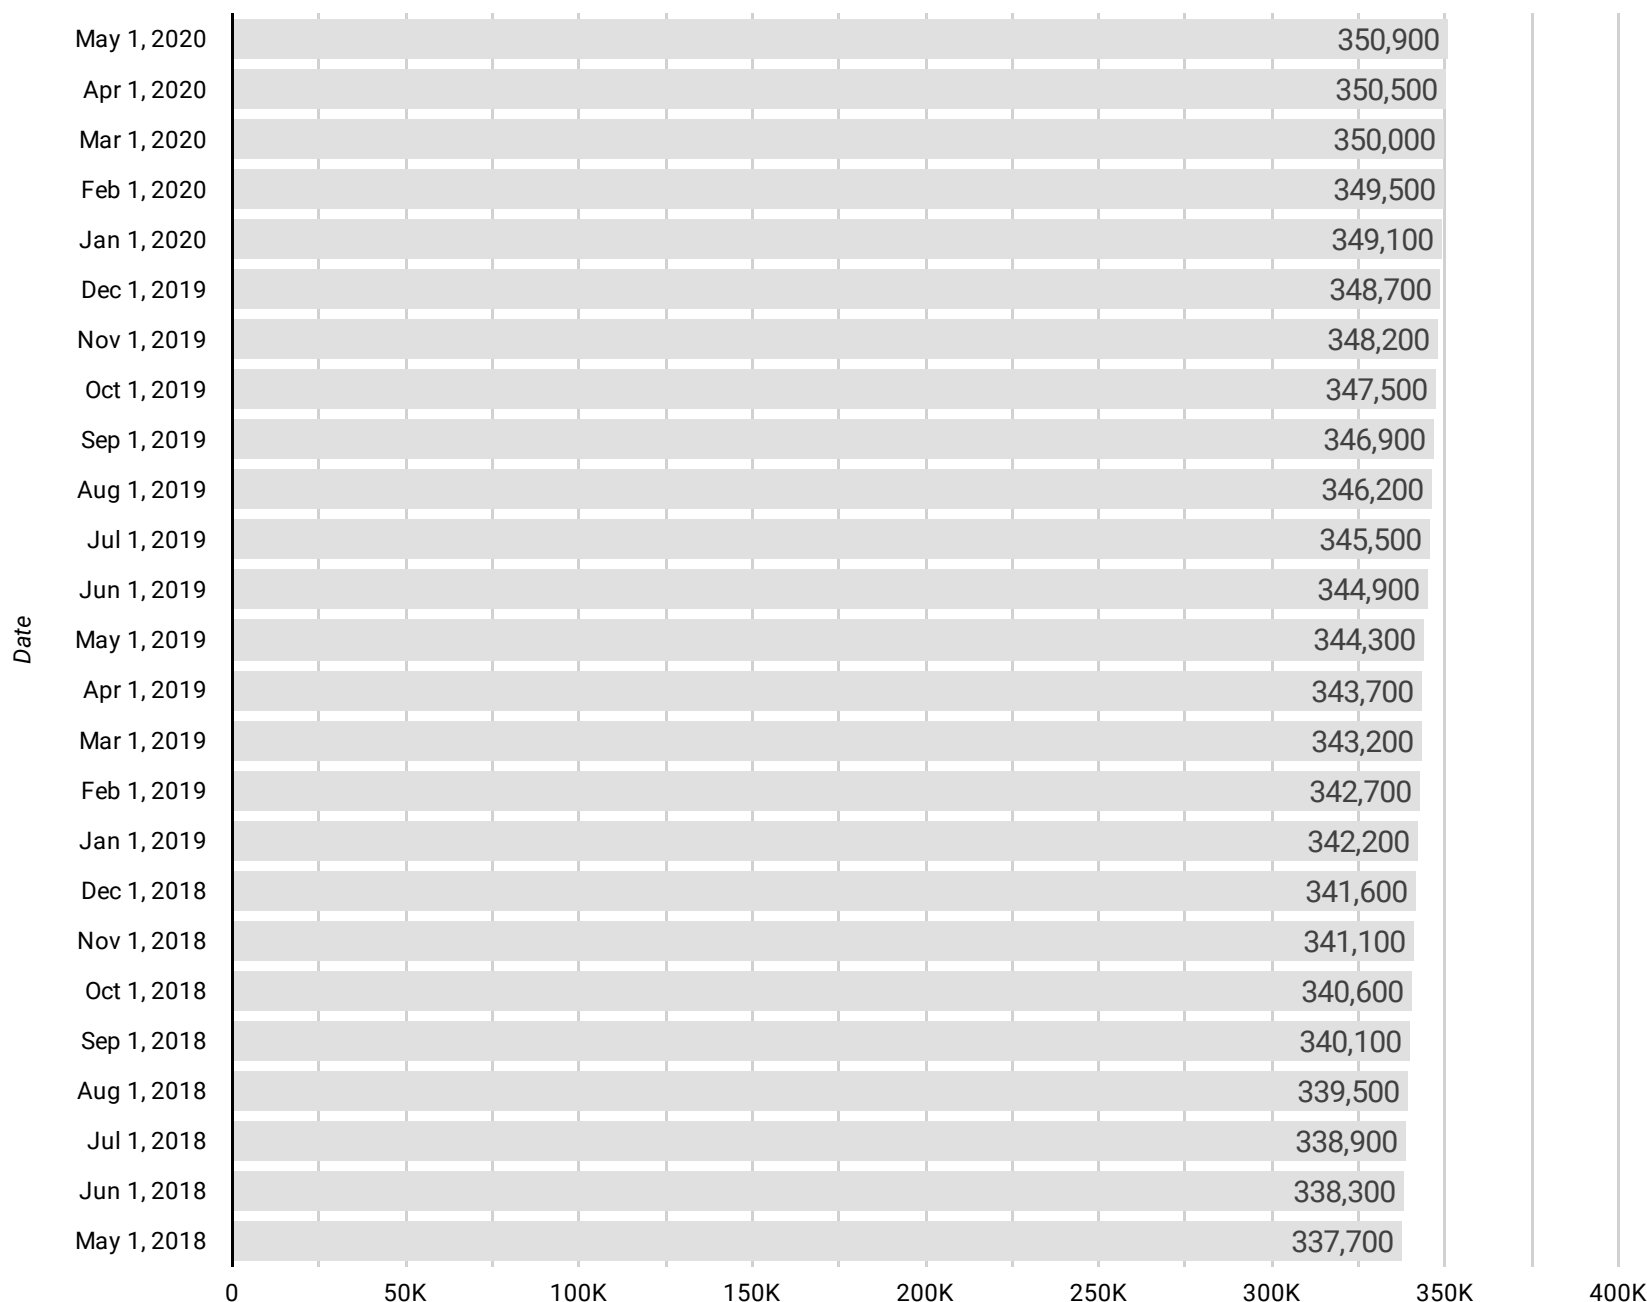 May 1, 2020 350,900
Apr 1, 2020 350,500
Mar 1, 2020 350,000
Feb 1, 2020 349,500
Jan 1, 2020 349,100
Dec 1, 2019 348,700
Nov 1, 2019 348,200
Oct 1, 2019 347,500
Sep 1, 2019 346,900
Aug 1, 2019 346,200
Jul 1, 2019 345,500
Jun 1, 2019 344,900
Date
May 1, 2019 344,300
Apr 1, 2019 343,700
Mar 1, 2019 343,200
Feb 1, 2019 342,700
Jan 1, 2019 342,200
Dec 1, 2018 341,600
Nov 1, 2018 341,100
Oct 1, 2018 340,600
Sep 1, 2018 340,100
Aug 1, 2018 339,500
Jul 1, 2018 338,900
Jun 1, 2018 338,300
May 1, 2018 337,700
0 50K 100K 150K 200K 250K 300K 350K 400K